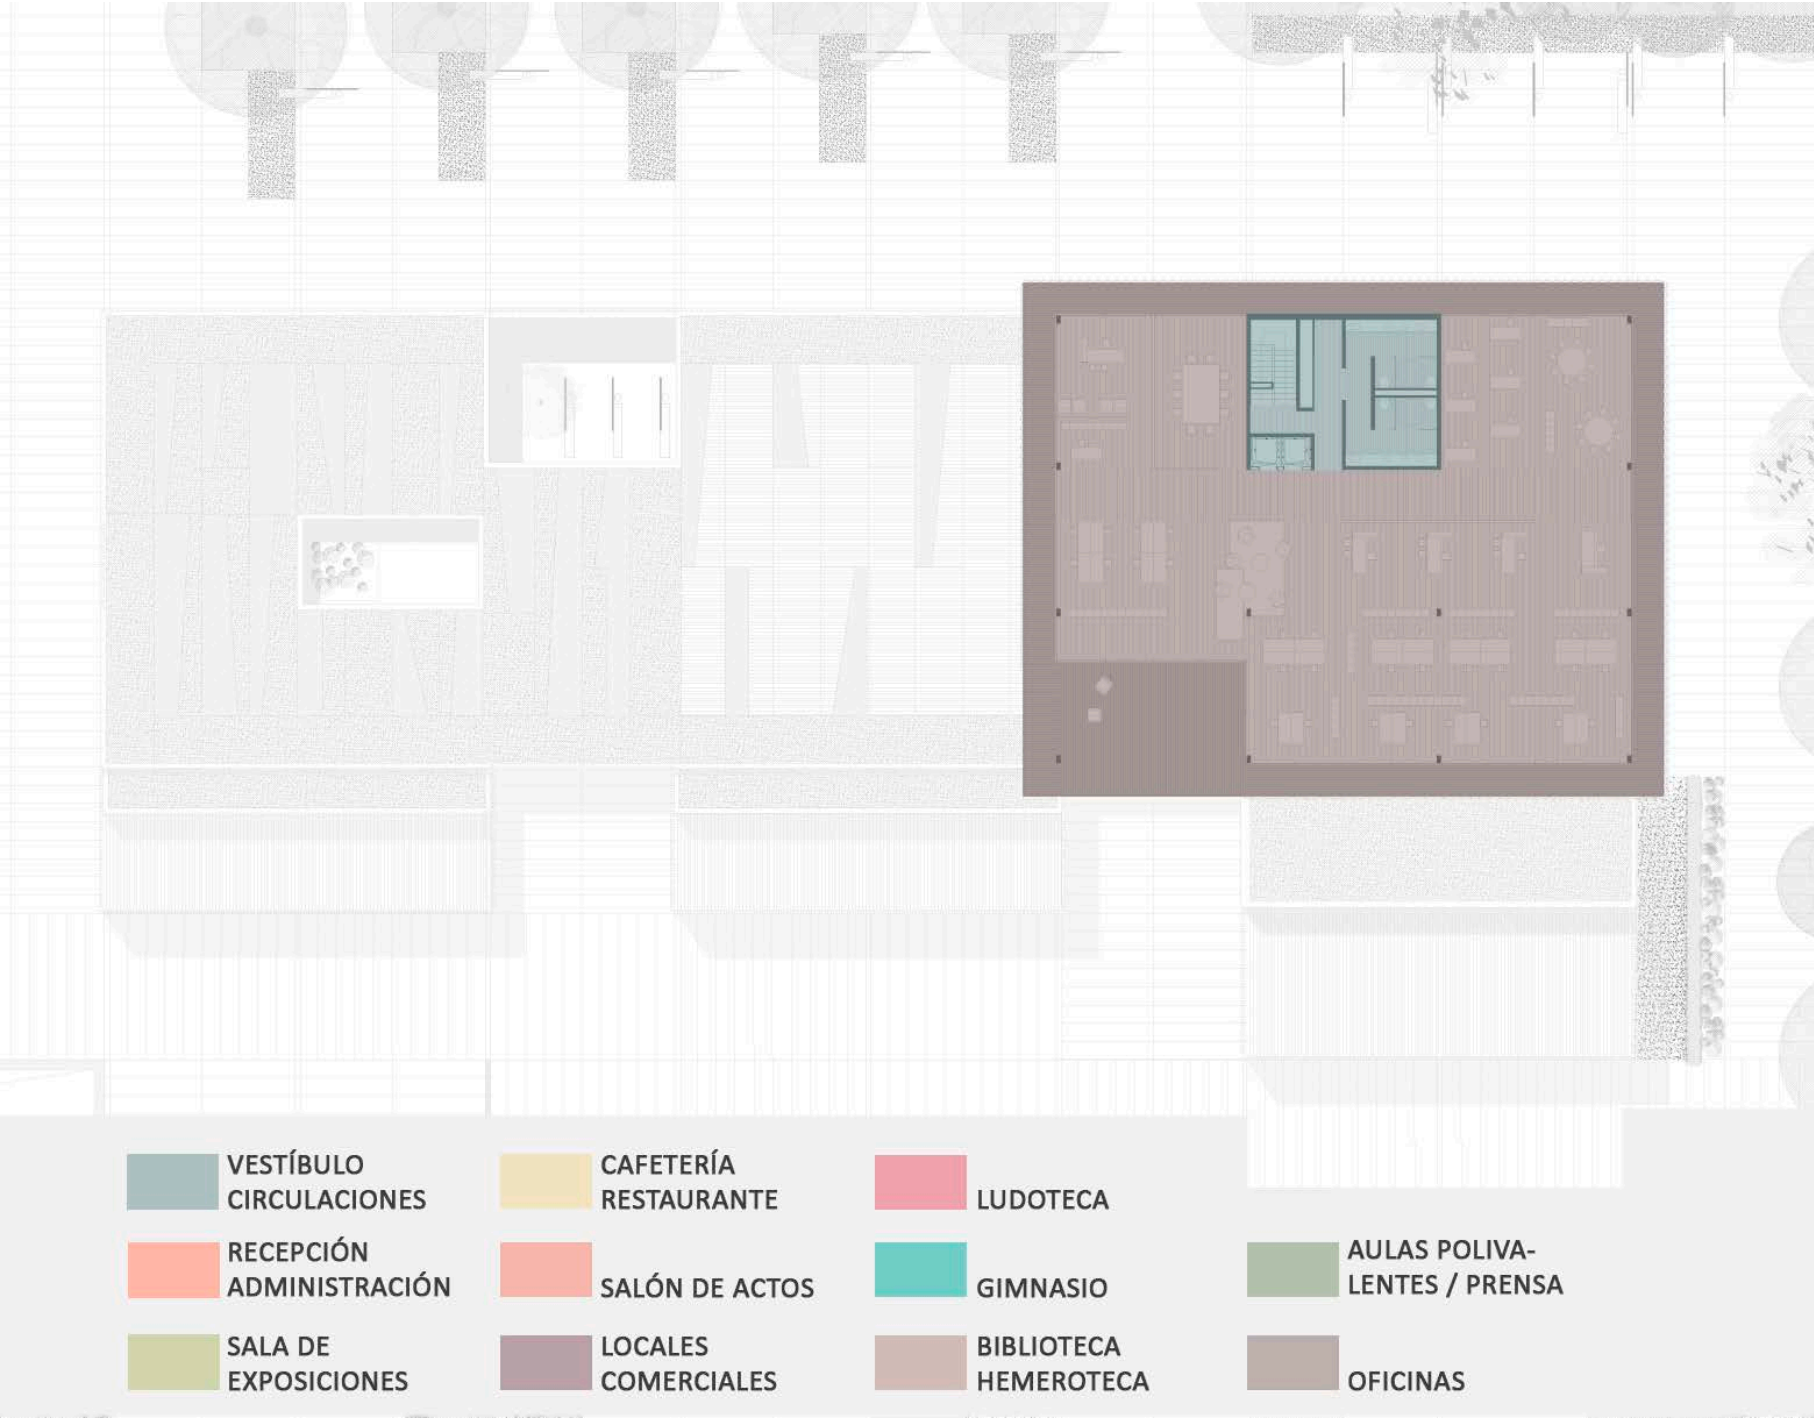 VESTÍBULO
CIRCULACIONES
CAFETERÍA
RESTAURANTE
LUDOTECA
RECEPCIÓN
ADMINISTRACIÓN
SALÓN DE ACTOS
GIMNASIO
AULAS POLIVA-
LENTES / PRENSA
SALA DE
EXPOSICIONES
LOCALES
COMERCIALES
BIBLIOTECA
HEMEROTECA
OFICINAS